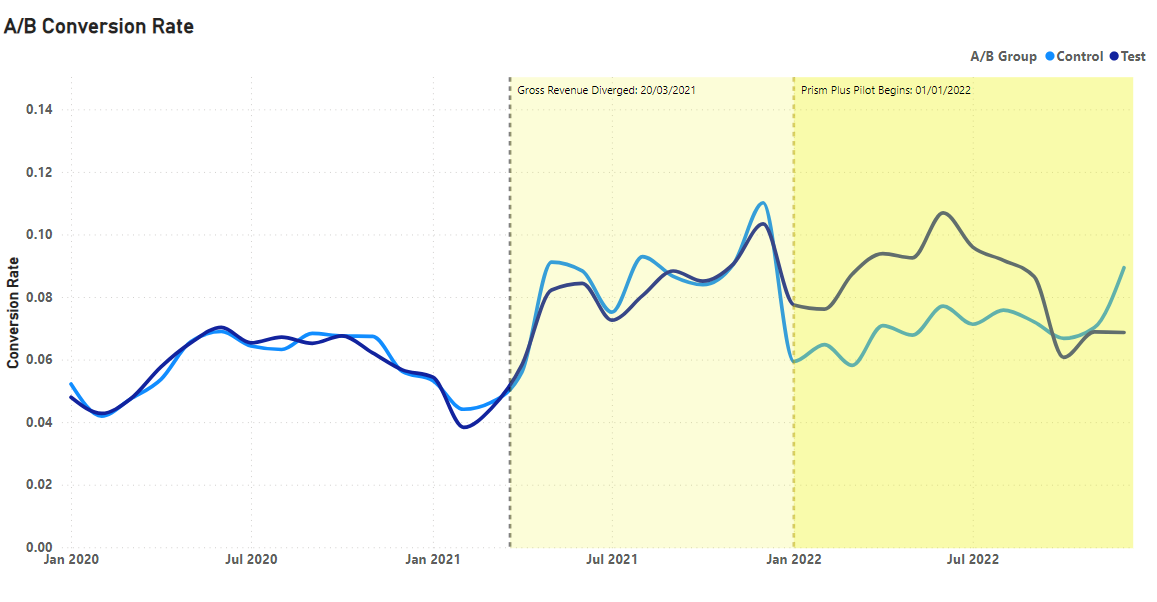 A/B Conversion Rate
A/B Group Control Test
Gross Revenue Diverged: 20/03/2021
Prism Plus Pilot Begins: 01/01/2022
Conversion Rate
0.14
0.12
0.10
0.08
0.06
0.04
0.02
0.00
Jan 2020 Jul 2020 Jan 2021 Jul 2021 Jan 2022 Jul 2022